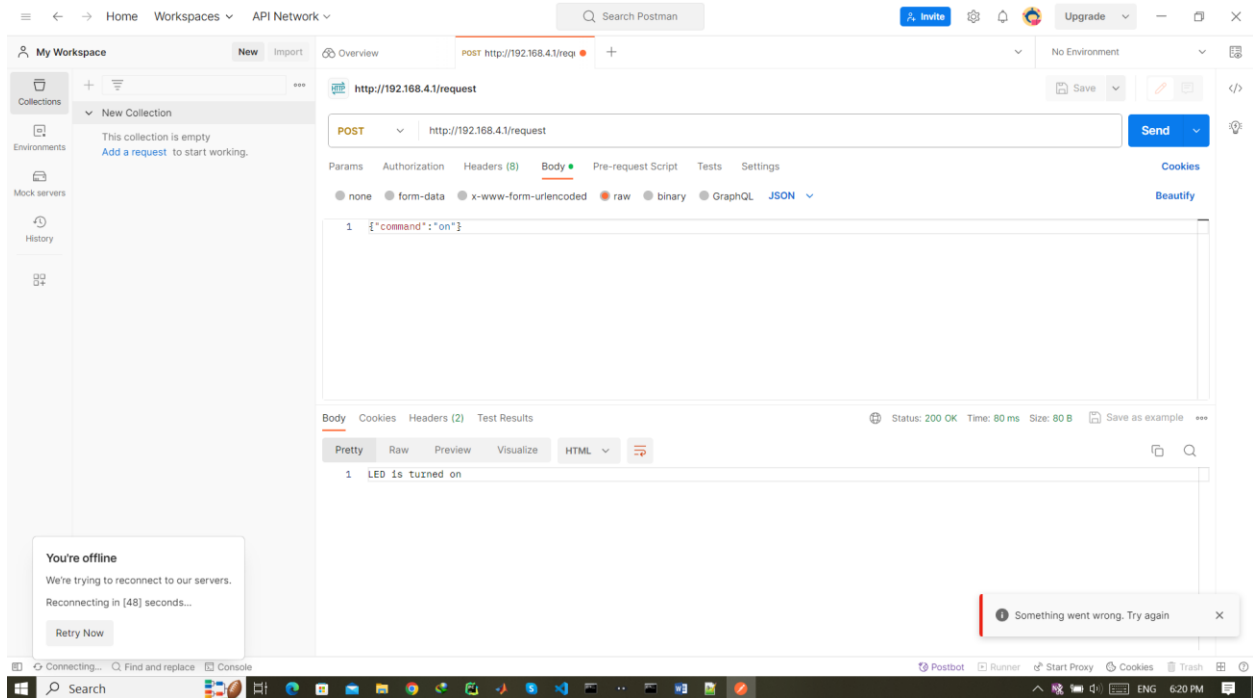 Home Workspaces API Network Search Postman Invite Upgrade
My Workspace New Import Overview POST http://192.168.4.1/requ No Environment
Collections
New Collection
This collection is empty
Add a request to start working.
Environments
Mock servers
History
HTTP http://192.168.4.1/request Save
POST http://192.168.4.1/request Send
Params Authorization Headers (8) Body Pre-request Script Tests Settings Cookies
none form-data x-www-form-urlencoded raw binary GraphQL JSON Beautify
1 {"command":"on"}
Body Cookies Headers (2) Test Results Status: 200 OK Time: 80 ms Size: 80 B Save as example
Pretty Raw Preview Visualize HTML
1 LED is turned on
You're offline
We're trying to reconnect to our servers.
Reconnecting in [48] seconds...
Retry Now
Something went wrong. Try again
Connecting... Find and replace Console Postbot Runner Start Proxy Cookies Trash
Search ENG 6:20 PM